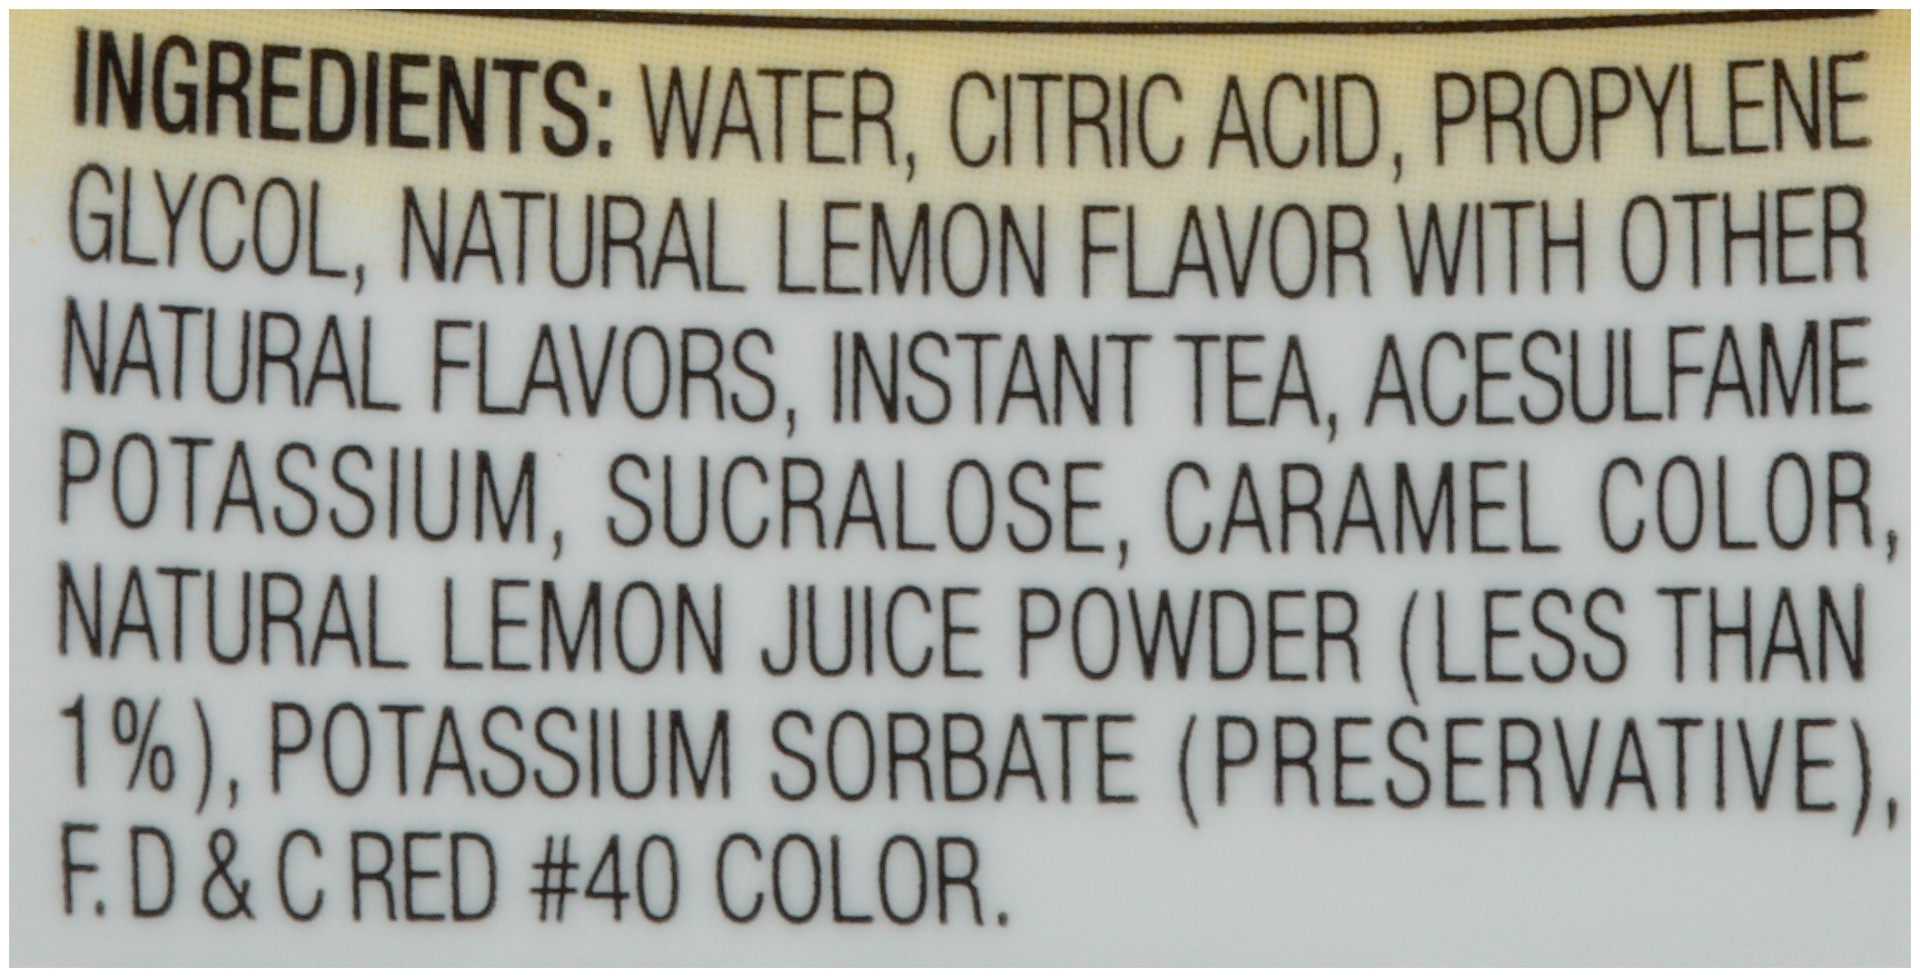 INGREDIENTS: WATER, CITRIC ACID, PROPYLENE
GLYCOL, NATURAL LEMON FLAVOR WITH OTHER
NATURAL FLAVORS, INSTANT TEA, ACESULFAME
POTASSIUM, SUCRALOSE, CARAMEL COLOR,
NATURAL LEMON JUICE POWDER (LESS THAN
1%), POTASSIUM SORBATE (PRESERVATIVE),
F.D & C RED #40 COLOR.